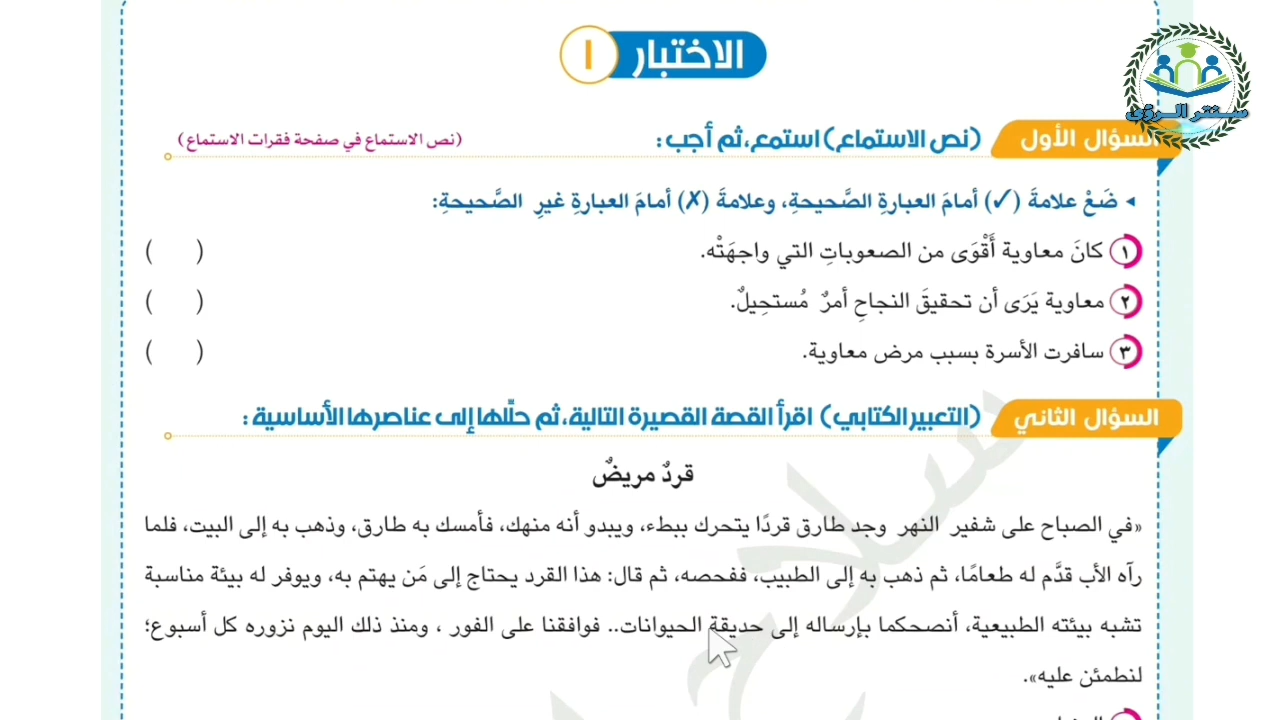 الاختبار ١
سنتر الرؤى
السؤال الأول (نص الاستماع) استمع، ثم أجب: (نص الاستماع في صفحة فقرات الاستماع)
◂ ضَعْ علامةَ (✓) أمامَ العبارةِ الصَّحيحةِ، وعلامةَ (✗) أمامَ العبارةِ غيرِ الصَّحيحةِ:
١ كانَ معاوية أَقْوَى من الصعوباتِ التي واجهَتْه. ( )
٢ معاوية يَرَى أن تحقيقَ النجاحِ أمرٌ مُستحِيلٌ. ( )
٣ سافرت الأسرة بسبب مرض معاوية. ( )
السؤال الثاني (التعبير الكتابي) اقرأ القصة القصيرة التالية، ثم حلِّلها إلى عناصرها الأساسية:
قردٌ مريضٌ
«في الصباح على شفير النهر وجد طارق قردًا يتحرك ببطء، ويبدو أنه منهك، فأمسك به طارق، وذهب به إلى البيت، فلما
رآه الأب قدَّم له طعامًا، ثم ذهب به إلى الطبيب، ففحصه، ثم قال: هذا القرد يحتاج إلى مَن يهتم به، ويوفر له بيئة مناسبة
تشبه بيئته الطبيعية، أنصحكما بإرساله إلى حديقة الحيوانات.. فوافقنا على الفور ، ومنذ ذلك اليوم نزوره كل أسبوع؛
لنطمئن عليه».